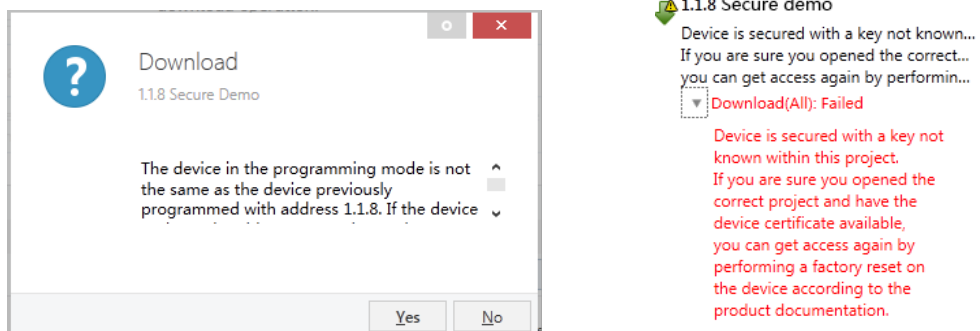 Download
1.1.8 Secure Demo
The device in the programming mode is not
the same as the device previously
programmed with address 1.1.8. If the device
Yes
No
1.1.8 Secure demo
Device is secured with a key not known...
If you are sure you opened the correct...
you can get access again by performin...
Download(All): Failed
Device is secured with a key not
known within this project.
If you are sure you opened the
correct project and have the
device certificate available,
you can get access again by
performing a factory reset on
the device according to the
product documentation.